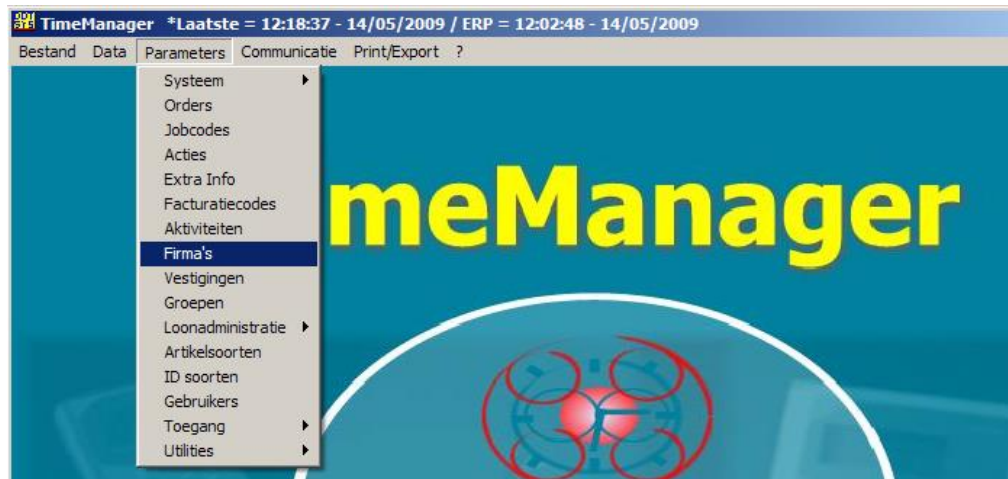 TimeManager *Laatste = 12:18:37 - 14/05/2009 / ERP = 12:02:48 - 14/05/2009
Bestand Data Parameters Communicatie Print/Export ?
Systeem
Orders
Jobcodes
Acties
Extra Info
Facturatiecodes
Aktiviteiten
Firma's
Vestigingen
Groepen
Loonadministratie
Artikelsoorten
ID soorten
Gebruikers
Toegang
Utilities
meManager